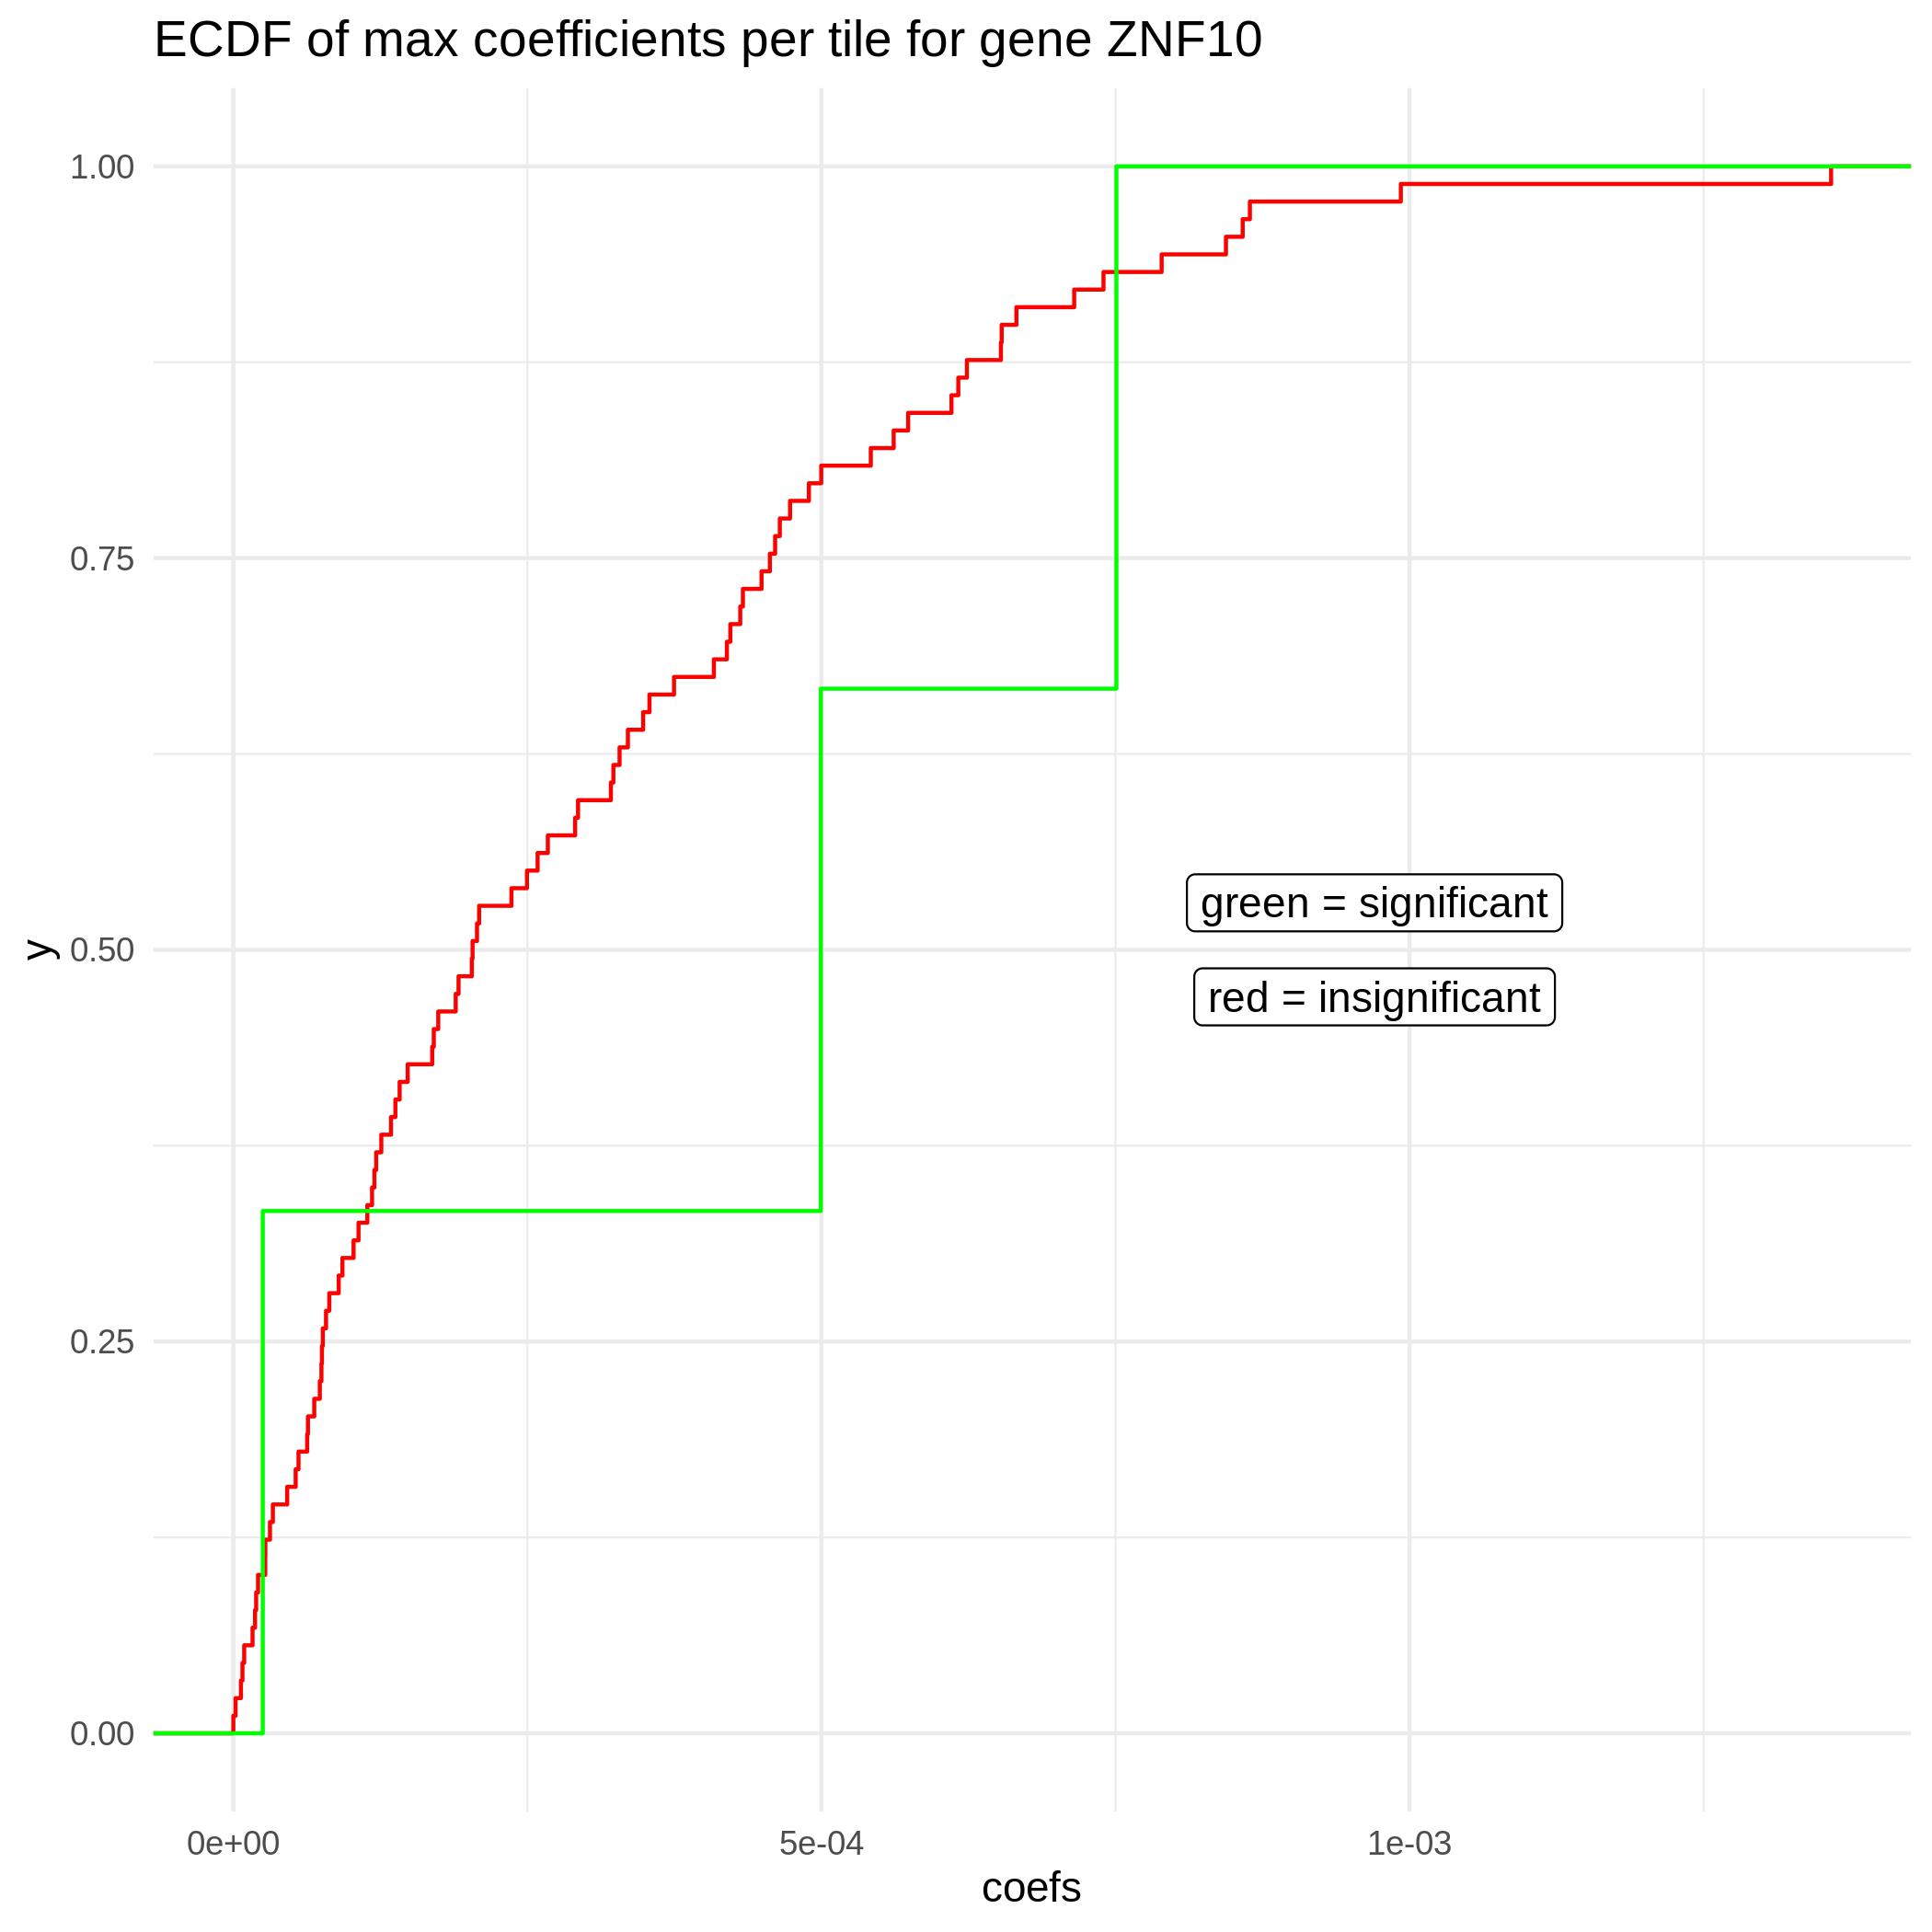 ECDF of max coefficients per tile for gene ZNF10
1.00
0.75
0.50
0.25
0.00
y
green = significant
red = insignificant
0e+00
5e-04
1e-03
coefs